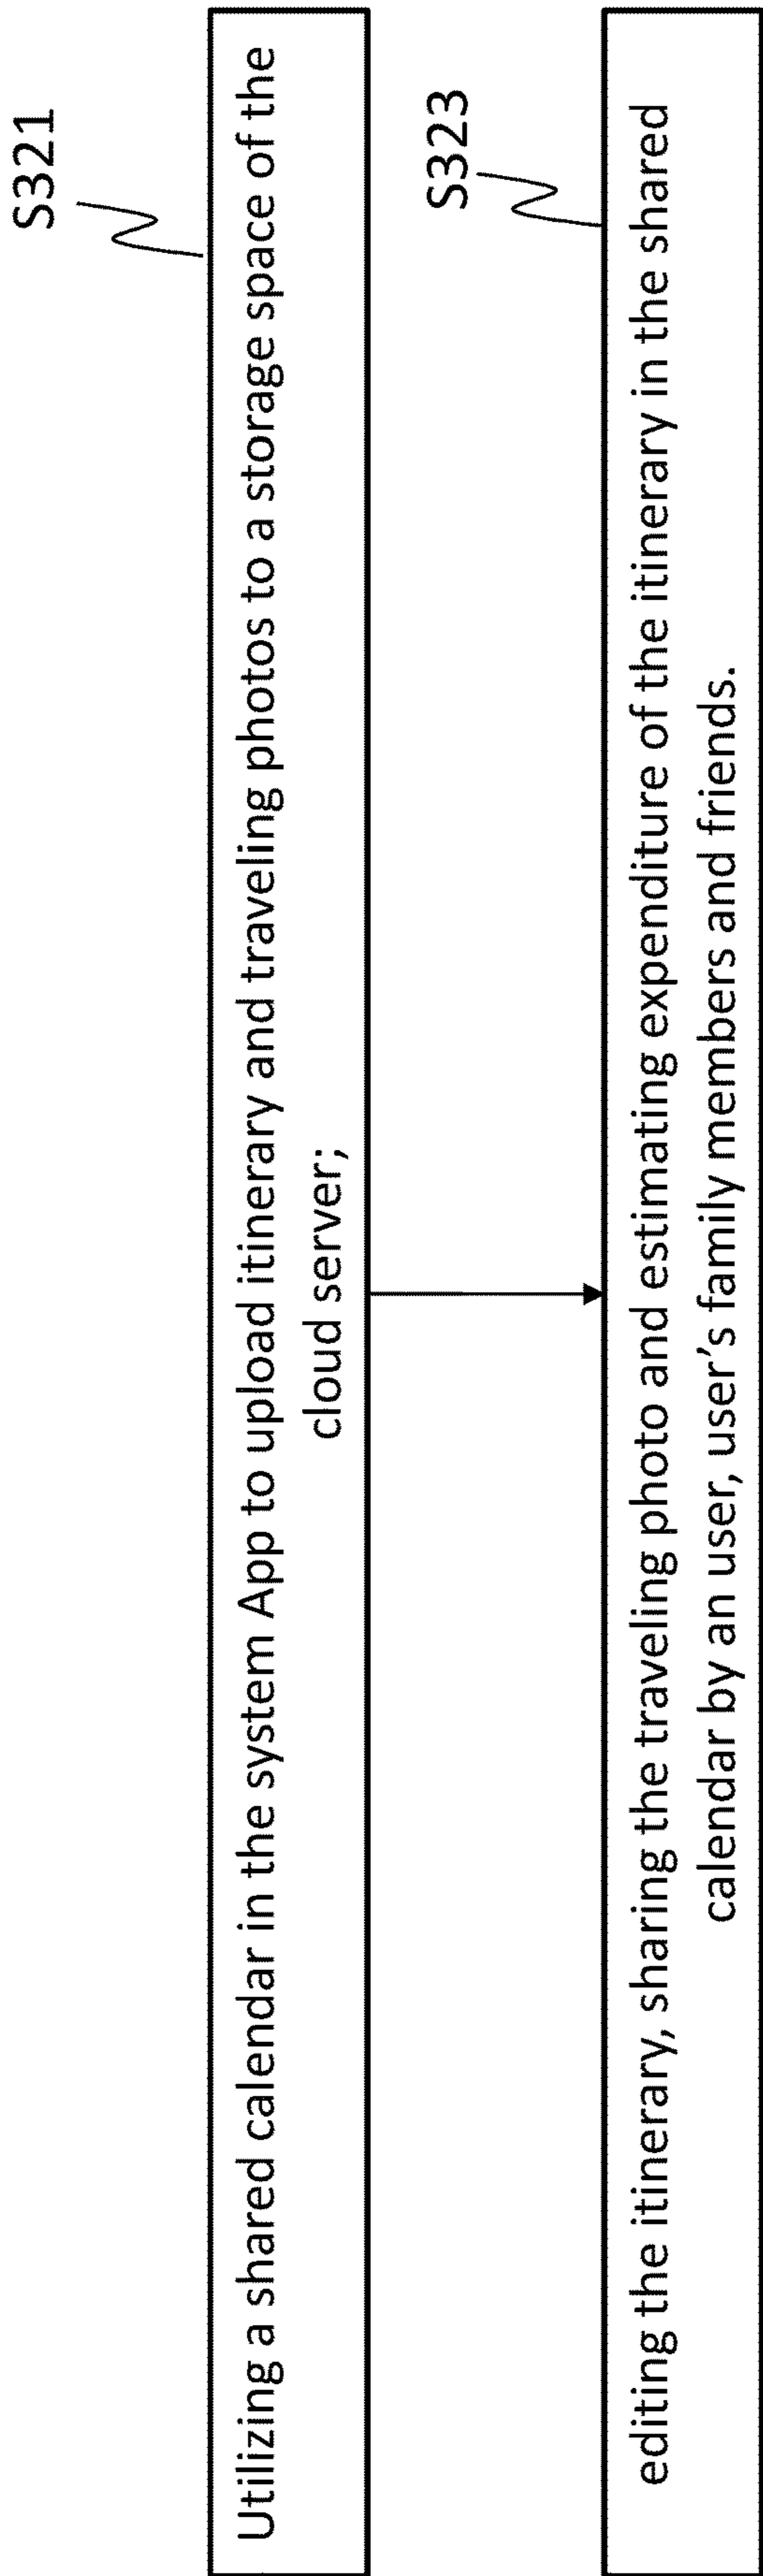 S321
Utilizing a shared calendar in the system App to upload itinerary and traveling photos to a storage space of the
cloud server;
S323
editing the itinerary, sharing the traveling photo and estimating expenditure of the itinerary in the shared
calendar by an user, user's family members and friends.